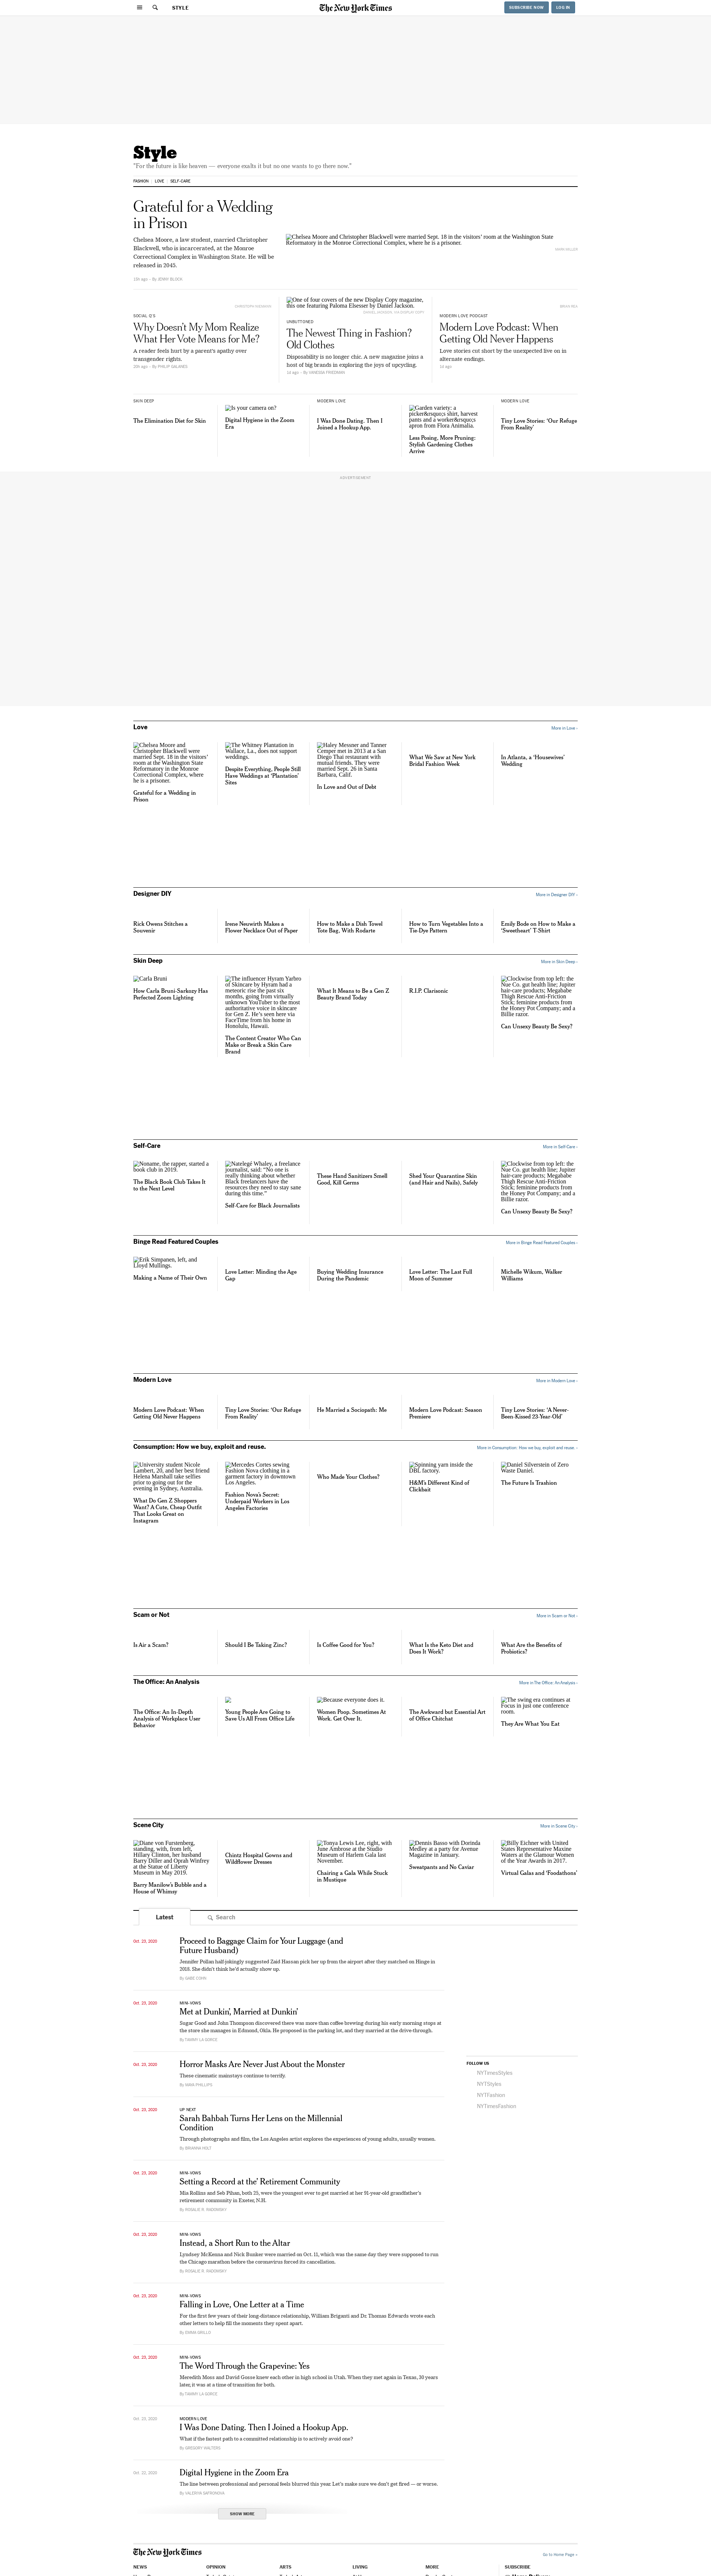 STYLE
The New York Times
SUBSCRIBE NOW
LOG IN
Style
"For the future is like heaven — everyone exalts it but no one wants to go there now."
FASHION
LOVE
SELF-CARE
Grateful for a Wedding
in Prison
Chelsea Moore, a law student, married Christopher
Blackwell, who is incarcerated, at the Monroe
Correctional Complex in Washington State. He will be
released in 2045.
Chelsea Moore and Christopher Blackwell were married Sept. 18 in the visitors' room at the Washington State
Reformatory in the Monroe Correctional Complex, where he is a prisoner.
SOCIAL Q'S
Why Doesn't My Mom Realize
What Her Vote Means for Me?
A reader feels hurt by a parent's apathy over
transgender rights.
20h ago · By PHILIP GALANES
One of four covers of the new Display Copy magazine,
this one featuring Paloma Elsesser by Daniel Jackson.
UNBUTTONED
The Newest Thing in Fashion?
Old Clothes
Disposability is no longer chic. A new magazine joins a
host of big brands in exploring the joys of upcycling.
1d ago · By VANESSA FRIEDMAN
MODERN LOVE PODCAST
Modern Love Podcast: When
Getting Old Never Happens
Love stories cut short by the unexpected live on in
alternate endings.
2d ago
SKIN DEEP
The Elimination Diet for Skin
Is your camera on?
Digital Hygiene in the Zoom
Era
MODERN LOVE
I Was Done Dating. Then I
Joined a Hookup App.
Garden variety: a
picker&rsquo;s shirt, harvest
pants and a worker&rsquo;s
apron from Flora Animalia.
Less Posing, More Pruning:
Stylish Gardening Clothes
Arrive
MODERN LOVE
Tiny Love Stories: 'Our Refuge
From Reality'
ADVERTISEMENT
Love
More in Love ›
Chelsea Moore and
Christopher Blackwell were
married Sept. 18 in the visitors'
room at the Washington State
Reformatory in the Monroe
Correctional Complex, where
he is a prisoner.
Grateful for a Wedding in
Prison
The Whitney Plantation in
Wallace, La., does not support
weddings.
Despite Everything, People Still
Have Weddings at 'Plantation'
Sites
Haley Messner and Tanner
Cemper met in 2013 at a San
Diego Thai restaurant with
mutual friends. They were
married Sept. 26 in Santa
Barbara, Calif.
In Love and Out of Debt
What We Saw at New York
Bridal Fashion Week
In Atlanta, a 'Housewives'
Wedding
Designer DIY
More in Designer DIY ›
Rick Owens Stitches a
Souvenir
Irene Neuwirth Makes a
Flower Necklace Out of Paper
How to Make a Dish Towel
Tote Bag, With Rodarte
How to Turn Vegetables Into a
Tie-Dye Pattern
Emily Bode on How to Make a
'Sweetheart' T-Shirt
Skin Deep
More in Skin Deep ›
Carla Bruni
How Carla Bruni-Sarkozy Has
Perfected Zoom Lighting
The influencer Hyram Yarbro
of Skincare by Hyram had a
meteoric rise the past six
months, going from virtually
unknown YouTuber to the most
authoritative voice in skincare
for Gen Z. He's seen here via
FaceTime from his home in
Honolulu, Hawaii.
The Content Creator Who Can
Make or Break a Skin Care
Brand
What It Means to Be a Gen Z
Beauty Brand Today
R.I.P. Clarisonic
Clockwise from top left: the
Nue Co. gut health line; Jupiter
hair-care products; Megababe
Thigh Rescue Anti-Friction
Stick; feminine products from
the Honey Pot Company; and a
Billie razor.
Can Unsexy Beauty Be Sexy?
Self-Care
More in Self-Care ›
Noname, the rapper, started a
book club in 2019.
The Black Book Club Takes It
to the Next Level
Natelegé Whaley, a freelance
journalist, said: "No one is
really thinking about whether
Black freelancers have the
resources they need to stay sane
during this time."
Self-Care for Black Journalists
These Hand Sanitizers Smell
Good, Kill Germs
Shed Your Quarantine Skin
(and Hair and Nails), Safely
Clockwise from top left: the
Nue Co. gut health line; Jupiter
hair-care products; Megababe
Thigh Rescue Anti-Friction
Stick; feminine products from
the Honey Pot Company; and a
Billie razor.
Can Unsexy Beauty Be Sexy?
Binge Read Featured Couples
More in Binge Read Featured Couples ›
Erik Simpanen, left, and
Lloyd Mullings.
Making a Name of Their Own
Love Letter: Minding the Age
Gap
Buying Wedding Insurance
During the Pandemic
Love Letter: The Last Full
Moon of Summer
Michelle Wikum, Walker
Williams
Modern Love
More in Modern Love ›
Modern Love Podcast: When
Getting Old Never Happens
Tiny Love Stories: 'Our Refuge
From Reality'
He Married a Sociopath: Me
Modern Love Podcast: Season
Premiere
Tiny Love Stories: 'A Never-
Been-Kissed 23-Year-Old'
Consumption: How we buy, exploit and reuse.
More in Consumption: How we buy, exploit and reuse. ›
University student Nicole
Lambert, 20, and her best friend
Helena Marshall take selfies
prior to going out for the
evening in Sydney, Australia.
What Do Gen Z Shoppers
Want? A Cute, Cheap Outfit
That Looks Great on
Instagram
Mercedes Cortes sewing
Fashion Nova clothing in a
garment factory in downtown
Los Angeles.
Fashion Nova's Secret:
Underpaid Workers in Los
Angeles Factories
Who Made Your Clothes?
Spinning yarn inside the
DBL factory.
H&M's Different Kind of
Clickbait
Daniel Silverstein of Zero
Waste Daniel.
The Future Is Trashion
Scam or Not
More in Scam or Not ›
Is Air a Scam?
Should I Be Taking Zinc?
Is Coffee Good for You?
What Is the Keto Diet and
Does It Work?
What Are the Benefits of
Probiotics?
The Office: An Analysis
More in The Office: An Analysis ›
The Office: An In-Depth
Analysis of Workplace User
Behavior
Young People Are Going to
Save Us All From Office Life
Because everyone does it.
Women Poop. Sometimes At
Work. Get Over It.
The Awkward but Essential Art
of Office Chitchat
The swing era continues at
Focus in just one conference
room.
They Are What You Eat
Scene City
More in Scene City ›
Diane von Furstenberg,
standing, with, from left,
Hillary Clinton, her husband
Barry Diller and Oprah Winfrey
at the Statue of Liberty
Museum in May 2019.
Barry Manilow's Bubble and a
House of Whimsy
Chintz Hospital Gowns and
Wildflower Dresses
Tonya Lewis Lee, right, with
June Ambrose at the Studio
Museum of Harlem Gala last
November.
Chairing a Gala While Stuck
in Mustique
Dennis Basso with Dorinda
Medley at a party for Avenue
Magazine in January.
Sweatpants and No Caviar
Billy Eichner with United
States Representative Maxine
Waters at the Glamour Women
of the Year Awards in 2017.
Virtual Galas and 'Foodathons'
Latest
Search
Oct. 23, 2020
Proceed to Baggage Claim for Your Luggage (and
Future Husband)
Jennifer Pullan half-jokingly suggested Zaid Hassan pick her up from the airport after they matched on Hinge in
2018. She didn't think he'd actually show up.
By GABE COHN
Oct. 23, 2020
MINI-VOWS
Met at Dunkin', Married at Dunkin'
Sugar Good and John Thompson discovered there was more than coffee brewing during his early morning stops at
the store she manages in Edmond, Okla. He proposed in the parking lot, and they married at the drive-through.
By TAMMY LA GORCE
Oct. 23, 2020
Horror Masks Are Never Just About the Monster
These cinematic mainstays continue to terrify.
By MAYA PHILLIPS
Oct. 23, 2020
UP NEXT
Sarah Bahbah Turns Her Lens on the Millennial
Condition
Through photographs and film, the Los Angeles artist explores the experiences of young adults, usually women.
By BRIANNA HOLT
Oct. 23, 2020
MINI-VOWS
Setting a Record at the' Retirement Community
Mia Rollins and Seb Pihan, both 25, were the youngest ever to get married at her 91-year-old grandfather's
retirement community in Exeter, N.H.
By ROSALIE R. RADOMSKY
Oct. 23, 2020
MINI-VOWS
Instead, a Short Run to the Altar
Lyndsey McKenna and Nick Bunker were married on Oct. 11, which was the same day they were supposed to run
the Chicago marathon before the coronavirus forced its cancellation.
By ROSALIE R. RADOMSKY
Oct. 23, 2020
MINI-VOWS
Falling in Love, One Letter at a Time
For the first few years of their long-distance relationship, William Briganti and Dr. Thomas Edwards wrote each
other letters to help fill the moments they spent apart.
Oct. 23, 2020
MINI-VOWS
The Word Through the Grapevine: Yes
Meredith Moss and David Gosse knew each other in high school in Utah. When they met again in Texas, 20 years
later, it was at a time of transition for both.
By TAMMY LA GORCE
Oct. 23, 2020
MODERN LOVE
I Was Done Dating. Then I Joined a Hookup App.
What if the fastest path to a committed relationship is to actively avoid one?
By GREGORY WALTERS
Oct. 22, 2020
Digital Hygiene in the Zoom Era
The line between professional and personal feels blurred this year. Let's make sure we don't get fired — or worse.
By VALERIYA SAFRONOVA
SHOW MORE
FOLLOW US
NYTimesStyles
NYTStyles
NYTFashion
NYTimesFashion
The New York Times
Go to Home Page »
NEWS
OPINION
ARTS
LIVING
MORE
SUBSCRIBE